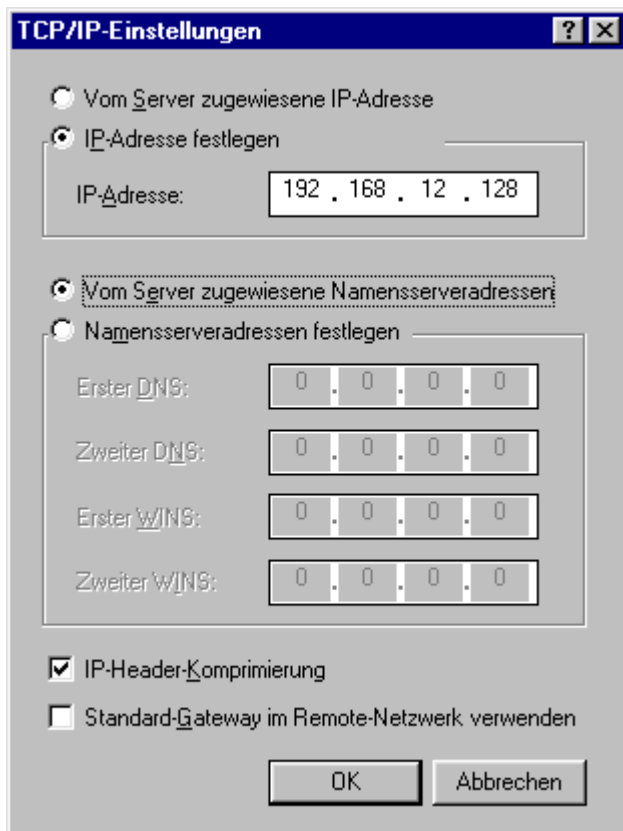 TCP/IP-Einstellungen
Vom Server zugewiesene IP-Adresse
IP-Adresse festlegen
IP-Adresse: 192 . 168 . 12 . 128
Vom Server zugewiesene Namensserveradressen
Namensserveradressen festlegen
Erster DNS: 0 . 0 . 0 . 0
Zweiter DNS: 0 . 0 . 0 . 0
Erster WINS: 0 . 0 . 0 . 0
Zweiter WINS: 0 . 0 . 0 . 0
IP-Header-Komprimierung
Standard-Gateway im Remote-Netzwerk verwenden
OK Abbrechen